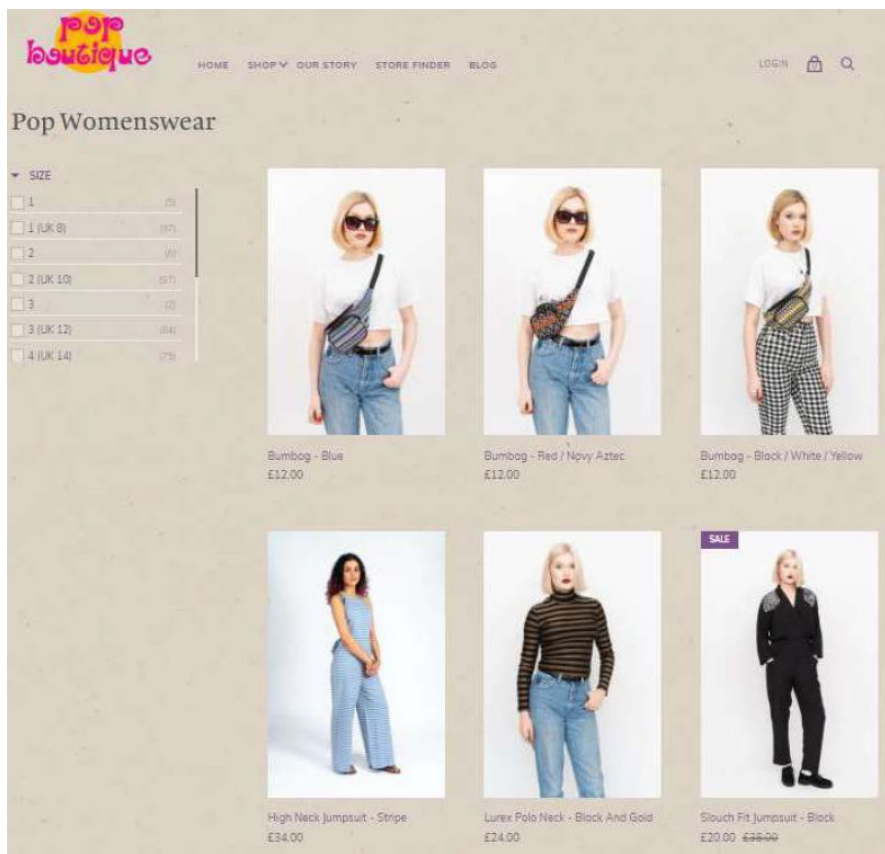 pop
boutique
HOME SHOP OUR STORY STORE FINDER BLOG
LOGIN
Pop Womenswear
SIZE
1 (5)
1 (UK 8)
2
2 (UK 10)
3 (2)
3 (UK 12)
4 (UK 14)
Bumbag - Blue
£12.00
Bumbag - Red / Navy Aztec
£12.00
Bumbag - Black / White / Yellow
£12.00
High Neck Jumpsuit - Stripe
£34.00
Lurex Polo Neck - Black And Gold
£24.00
SALE
Slouch Fit Jumpsuit - Black
£20.00 £38.00